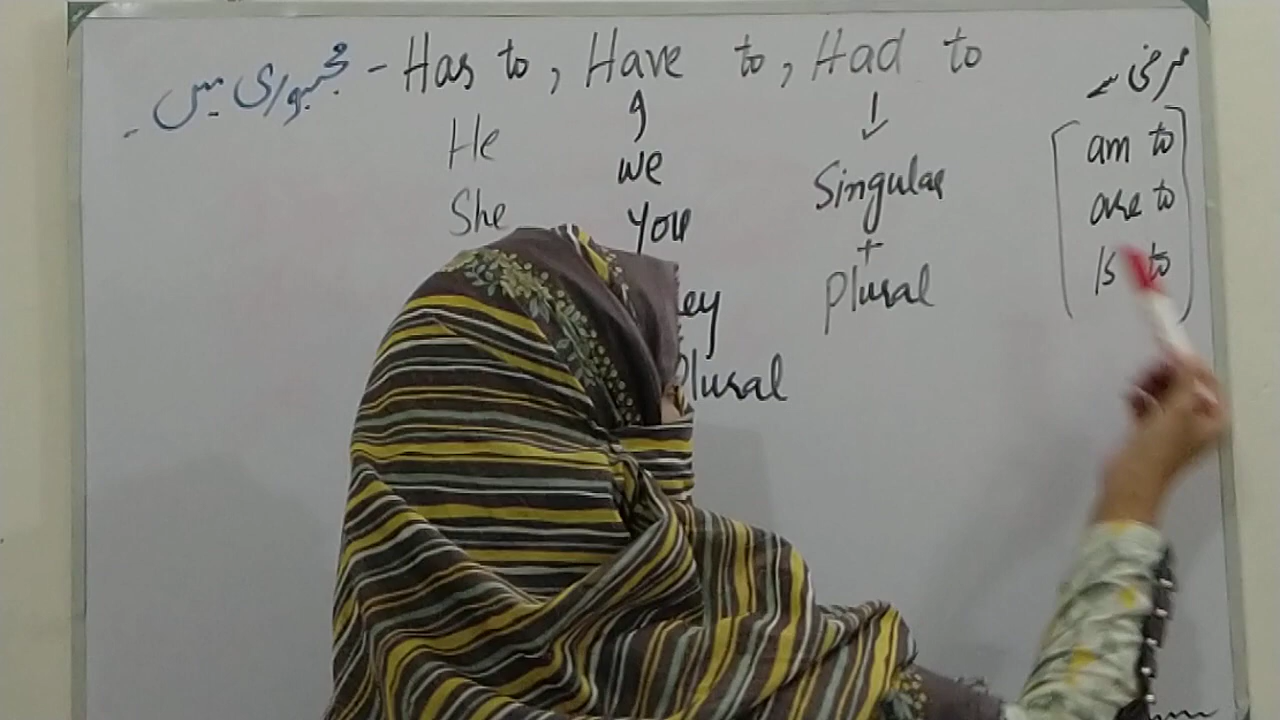 مجبوری میں - Has to, Have to, Had to
مرضی سے
He
I
we
Singular
+
Plural
She
you
ey
Plural
am to
are to
Is to